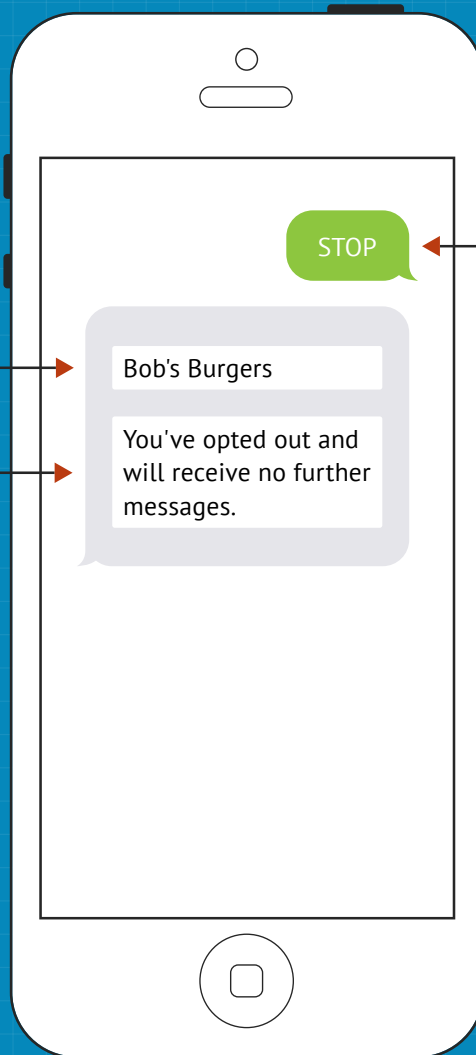 STOP
Bob's Burgers
You've opted out and
will receive no further
messages.